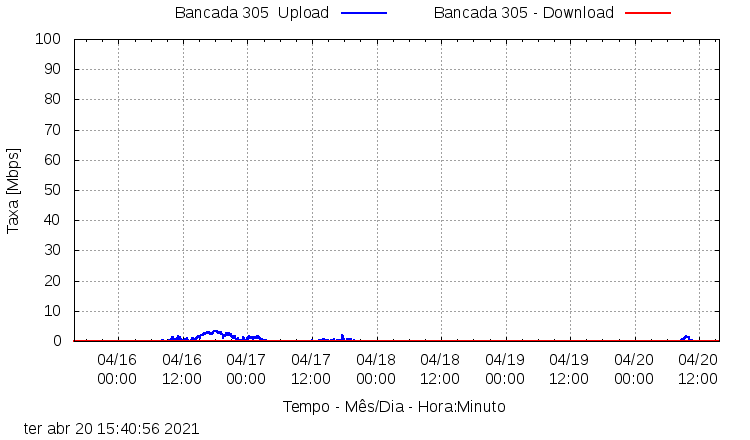 Bancada 305  Upload
Bancada 305 - Download
100
90
80
70
60
50
40
30
20
10
0
Taxa [Mbps]
04/16 04/16 04/17 04/17 04/18 04/18 04/19 04/19 04/20 04/20
00:00 12:00 00:00 12:00 00:00 12:00 00:00 12:00 00:00 12:00
Tempo - Mês/Dia - Hora:Minuto
ter abr 20 15:40:56 2021